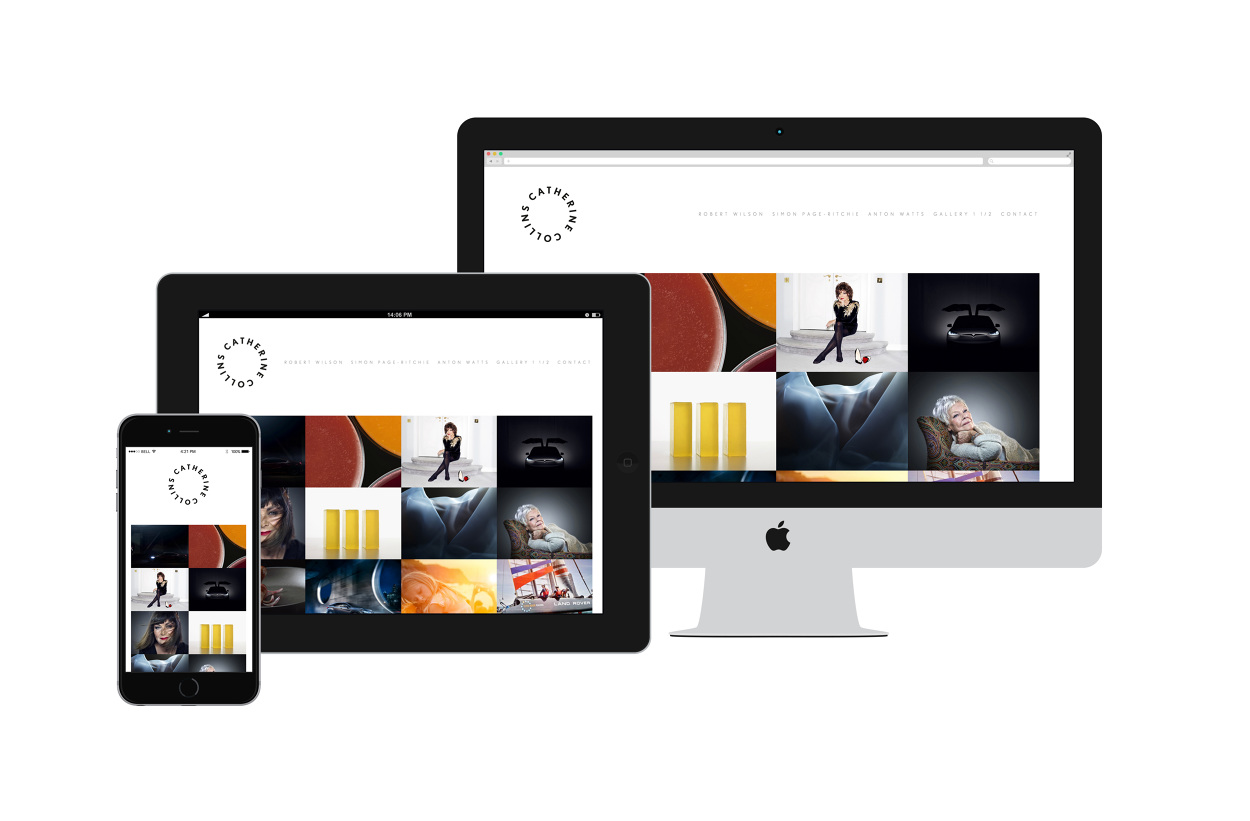 CATHERINE COLLINS
ROBERT WILSON SIMON PAGE-RITCHIE ANTON WATTS GALLERY 1 1/2 CONTACT
14:06 PM
CATHERINE COLLINS
ROBERT WILSON SIMON PAGE-RITCHIE ANTON WATTS GALLERY 1 1/2 CONTACT
LAND ROVER
BELL 4:21 PM 100%
CATHERINE COLLINS